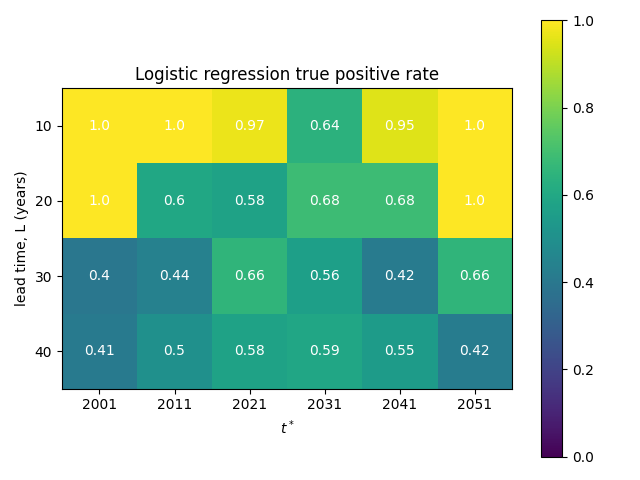 Logistic regression true positive rate
lead time, L (years)
10 1.0 1.0 0.97 0.64 0.95 1.0
20 1.0 0.6 0.58 0.68 0.68 1.0
30 0.4 0.44 0.66 0.56 0.42 0.66
40 0.41 0.5 0.58 0.59 0.55 0.42
2001 2011 2021 2031 2041 2051
t*
1.0
0.8
0.6
0.4
0.2
0.0